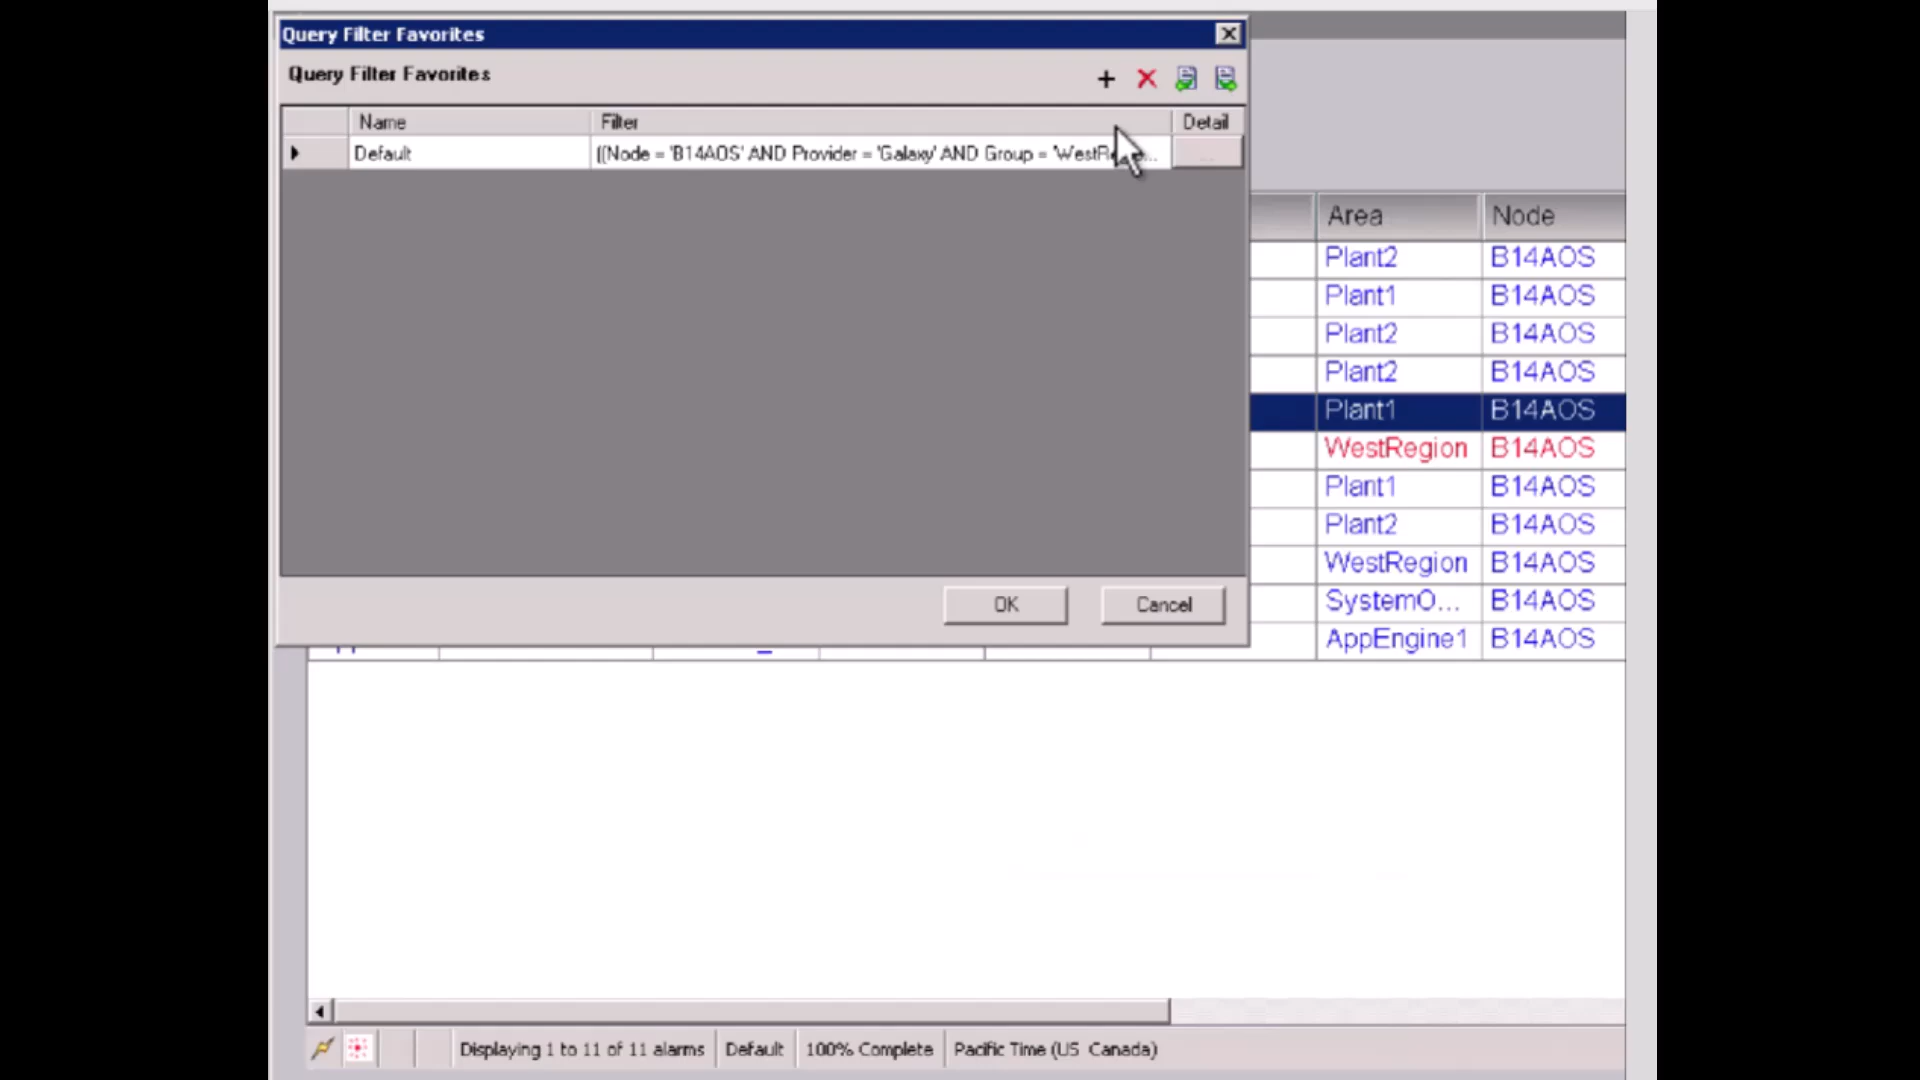 Query Filter Favorites
Query Filter Favorites
Name Filter Detail
Default ((Node = 'B14AOS' AND Provider = 'Galaxy' AND Group = 'WestR ...
Area Node
Plant2 B14AOS
Plant1 B14AOS
Plant2 B14AOS
Plant2 B14AOS
Plant1 B14AOS
WestRegion B14AOS
Plant1 B14AOS
Plant2 B14AOS
WestRegion B14AOS
SystemO... B14AOS
AppEngine1 B14AOS
OK Cancel
Displaying 1 to 11 of 11 alarms Default 100% Complete Pacific Time (US Canada)